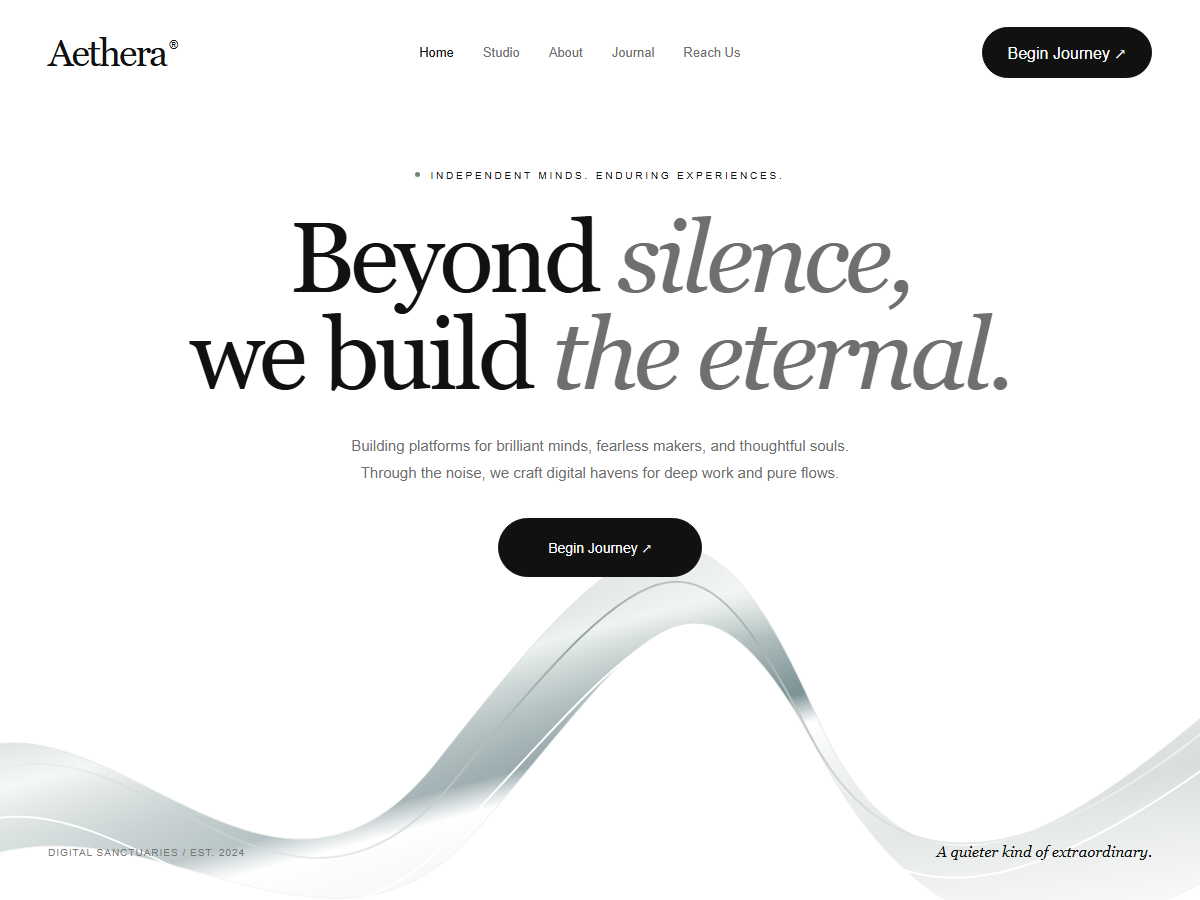 Aethera®
Home Studio About Journal Reach Us
Begin Journey ↗
INDEPENDENT MINDS. ENDURING EXPERIENCES.
Beyond silence,
we build the eternal.
Building platforms for brilliant minds, fearless makers, and thoughtful souls.
Through the noise, we craft digital havens for deep work and pure flows.
Begin Journey ↗
DIGITAL SANCTUARIES / EST. 2024
A quieter kind of extraordinary.